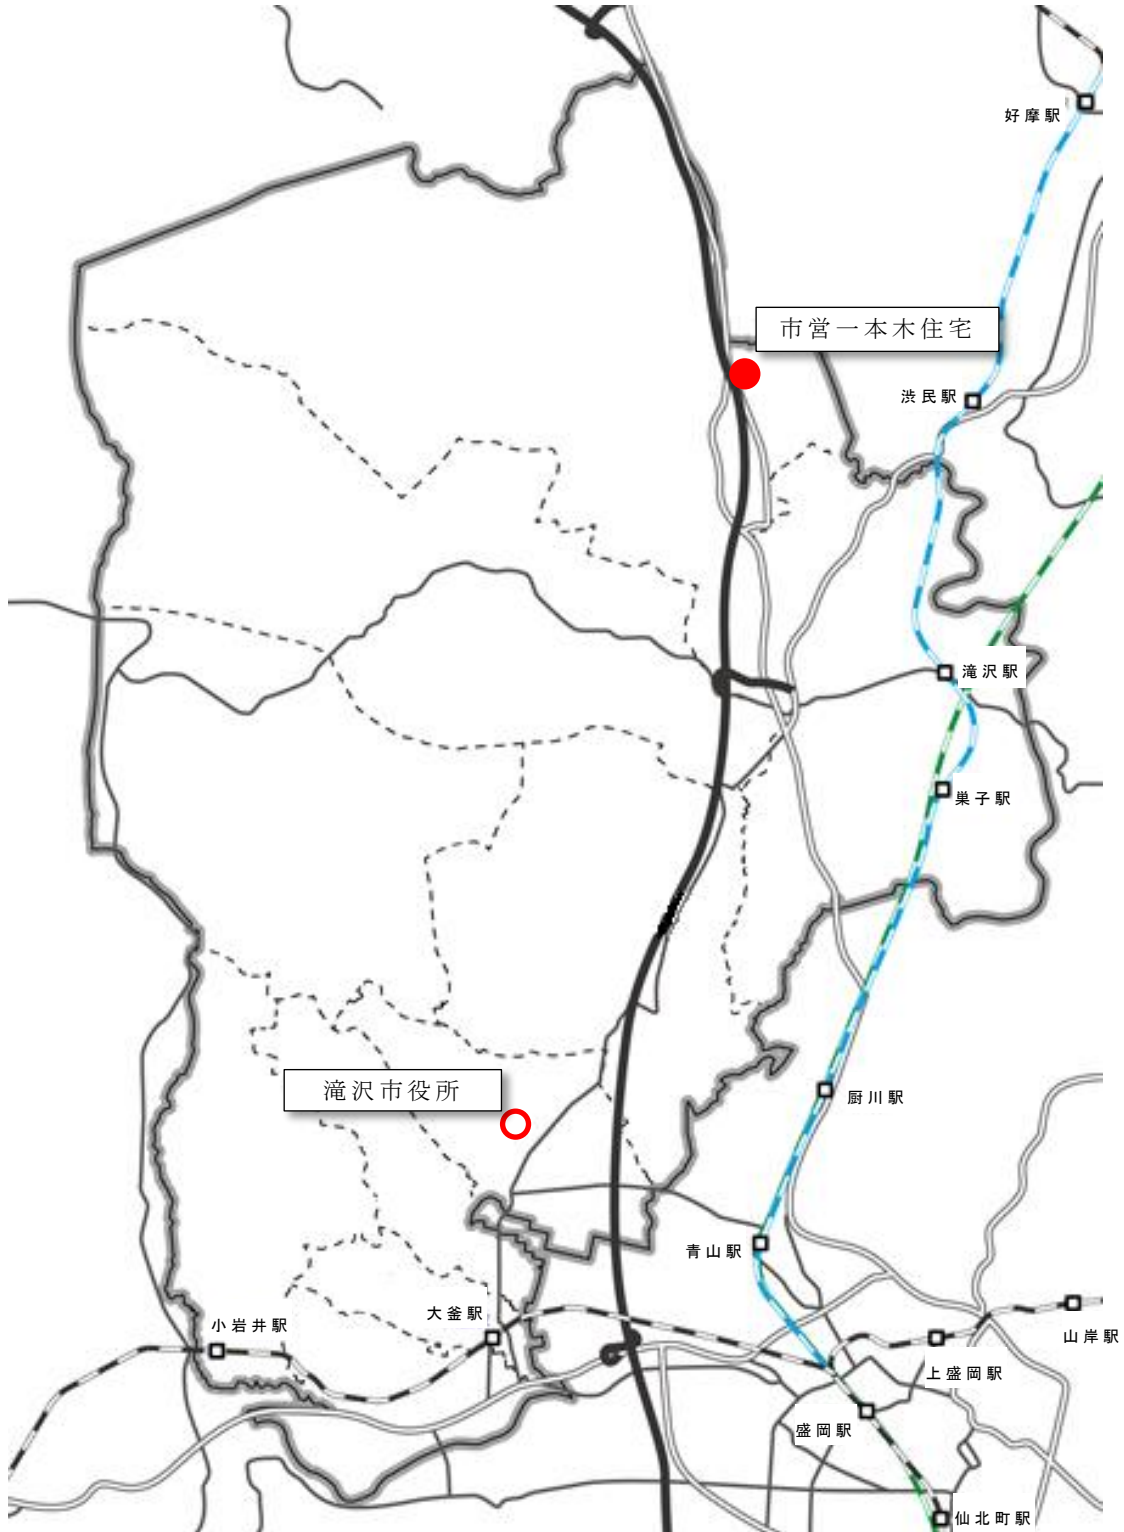 好摩駅
市営一本木住宅
渋民駅
滝沢駅
巣子駅
滝沢市役所
厨川駅
青山駅
大釜駅
小岩井駅
山岸駅
上盛岡駅
盛岡駅
仙北町駅